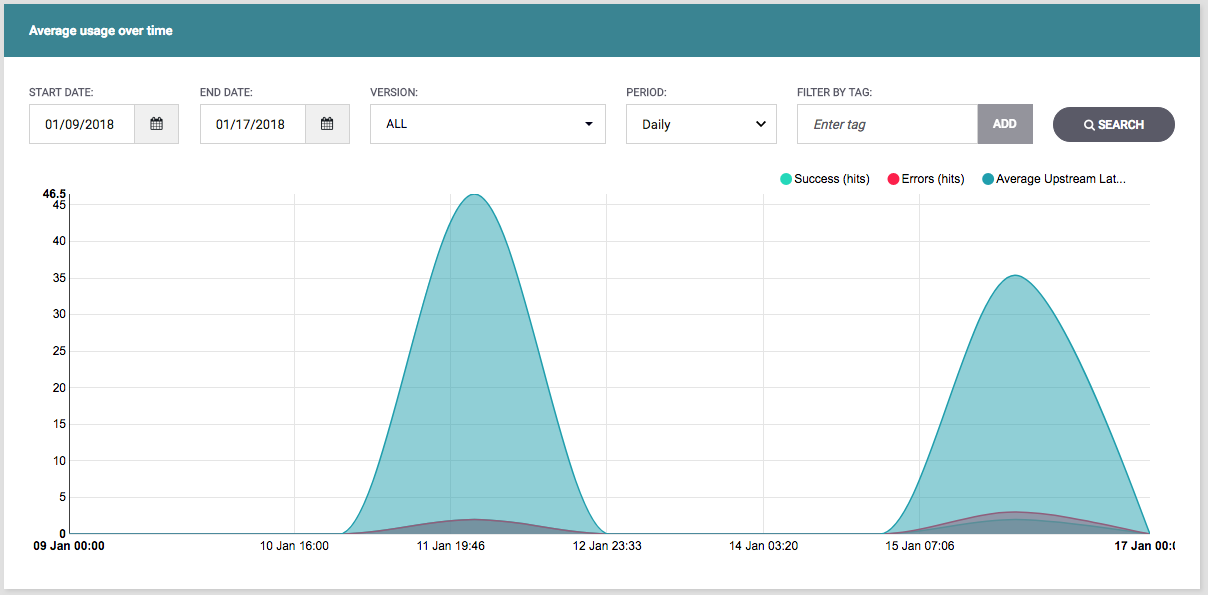 Average usage over time
START DATE: END DATE: VERSION: PERIOD: FILTER BY TAG:
01/09/2018 01/17/2018 ALL Daily Enter tag ADD SEARCH
Success (hits) Errors (hits) Average Upstream Lat...
46.5
45
40
35
30
25
20
15
10
5
0
09 Jan 00:00 10 Jan 16:00 11 Jan 19:46 12 Jan 23:33 14 Jan 03:20 15 Jan 07:06 17 Jan 00:(